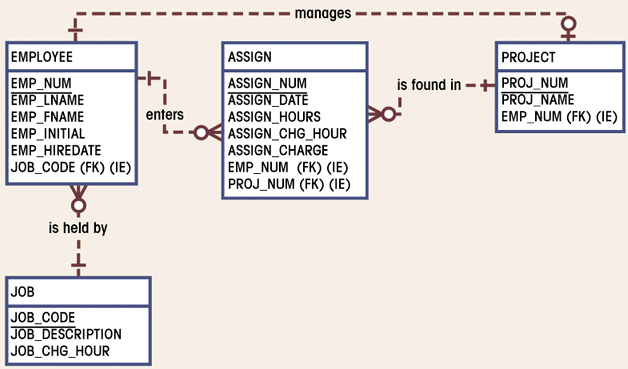 manages
EMPLOYEE
EMP_NUM
EMP_LNAME
EMP_FNAME
EMP_INITIAL
EMP_HIREDATE
JOB_CODE (FK) (IE)
enters
ASSIGN
ASSIGN_NUM
ASSIGN_DATE
ASSIGN_HOURS
ASSIGN_CHG_HOUR
ASSIGN_CHARGE
EMP_NUM (FK) (IE)
PROJ_NUM (FK) (IE)
is found in
PROJECT
PROJ_NUM
PROJ_NAME
EMP_NUM (FK) (IE)
is held by
JOB
JOB_CODE
JOB_DESCRIPTION
JOB_CHG_HOUR